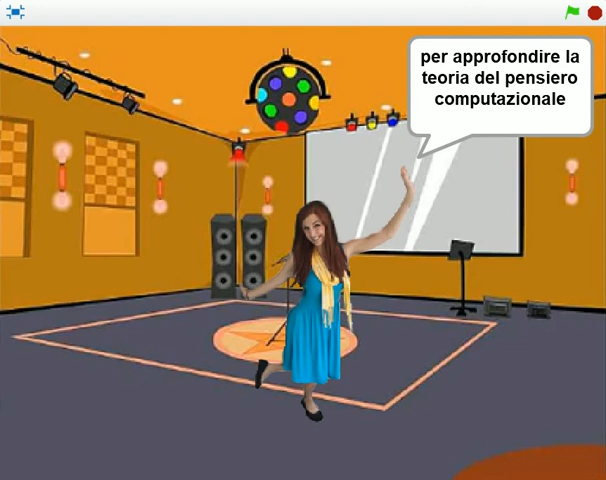 per approfondire la
teoria del pensiero
computazionale